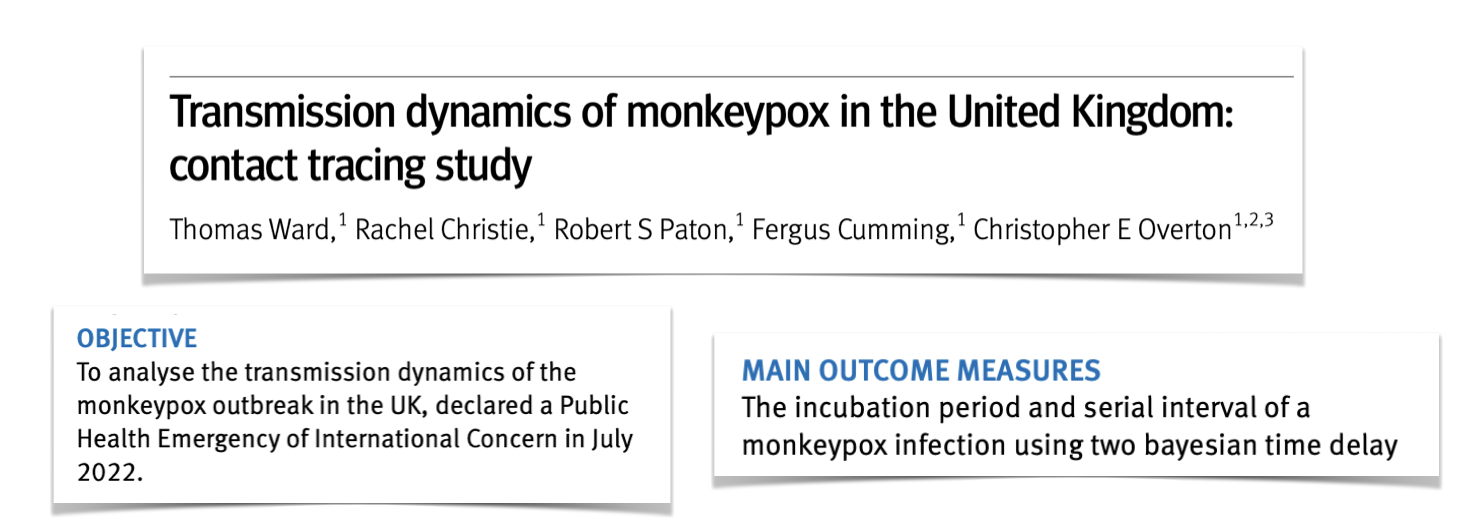 Transmission dynamics of monkeypox in the United Kingdom:
contact tracing study
Thomas Ward,¹ Rachel Christie,¹ Robert S Paton,¹ Fergus Cumming,¹ Christopher E Overton¹,²,³
OBJECTIVE
To analyse the transmission dynamics of the
monkeypox outbreak in the UK, declared a Public
Health Emergency of International Concern in July
2022.
MAIN OUTCOME MEASURES
The incubation period and serial interval of a
monkeypox infection using two bayesian time delay